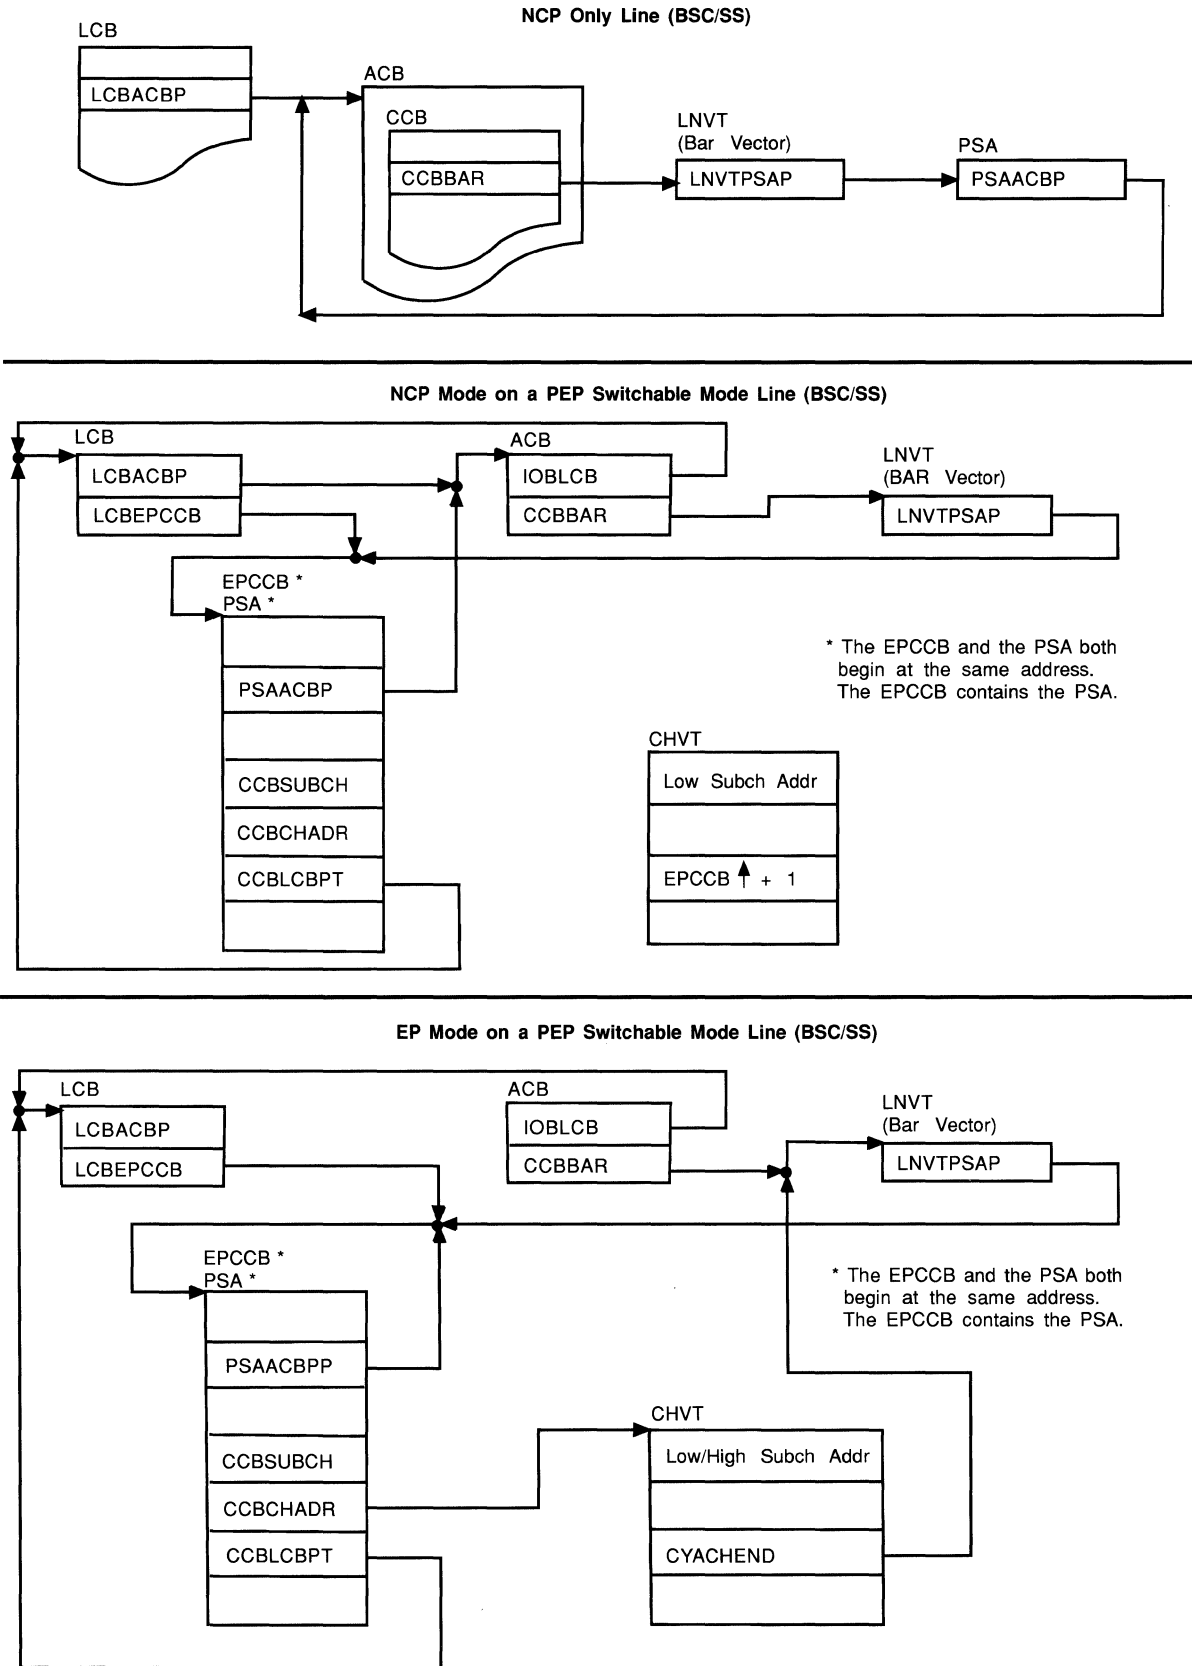 NCP Only Line (BSC/SS)
LCB
LCBACBP
ACB
CCB
CCBBAR
LNVT
(Bar Vector)
LNVTPSAP
PSA
PSAACBP
NCP Mode on a PEP Switchable Mode Line (BSC/SS)
LCB
LCBACBP
LCBEPCCB
ACB
IOBLCB
CCBBAR
LNVT
(BAR Vector)
LNVTPSAP
EPCCB *
PSA *
PSAACBP
CCBSUBCH
CCBCHADR
CCBLCBPT
* The EPCCB and the PSA both
begin at the same address.
The EPCCB contains the PSA.
CHVT
Low Subch Addr
EPCCB ↑ + 1
EP Mode on a PEP Switchable Mode Line (BSC/SS)
LCB
LCBACBP
LCBEPCCB
ACB
IOBLCB
CCBBAR
LNVT
(Bar Vector)
LNVTPSAP
EPCCB *
PSA *
PSAACBPP
CCBSUBCH
CCBCHADR
CCBLCBPT
* The EPCCB and the PSA both
begin at the same address.
The EPCCB contains the PSA.
CHVT
Low/High Subch Addr
CYACHEND